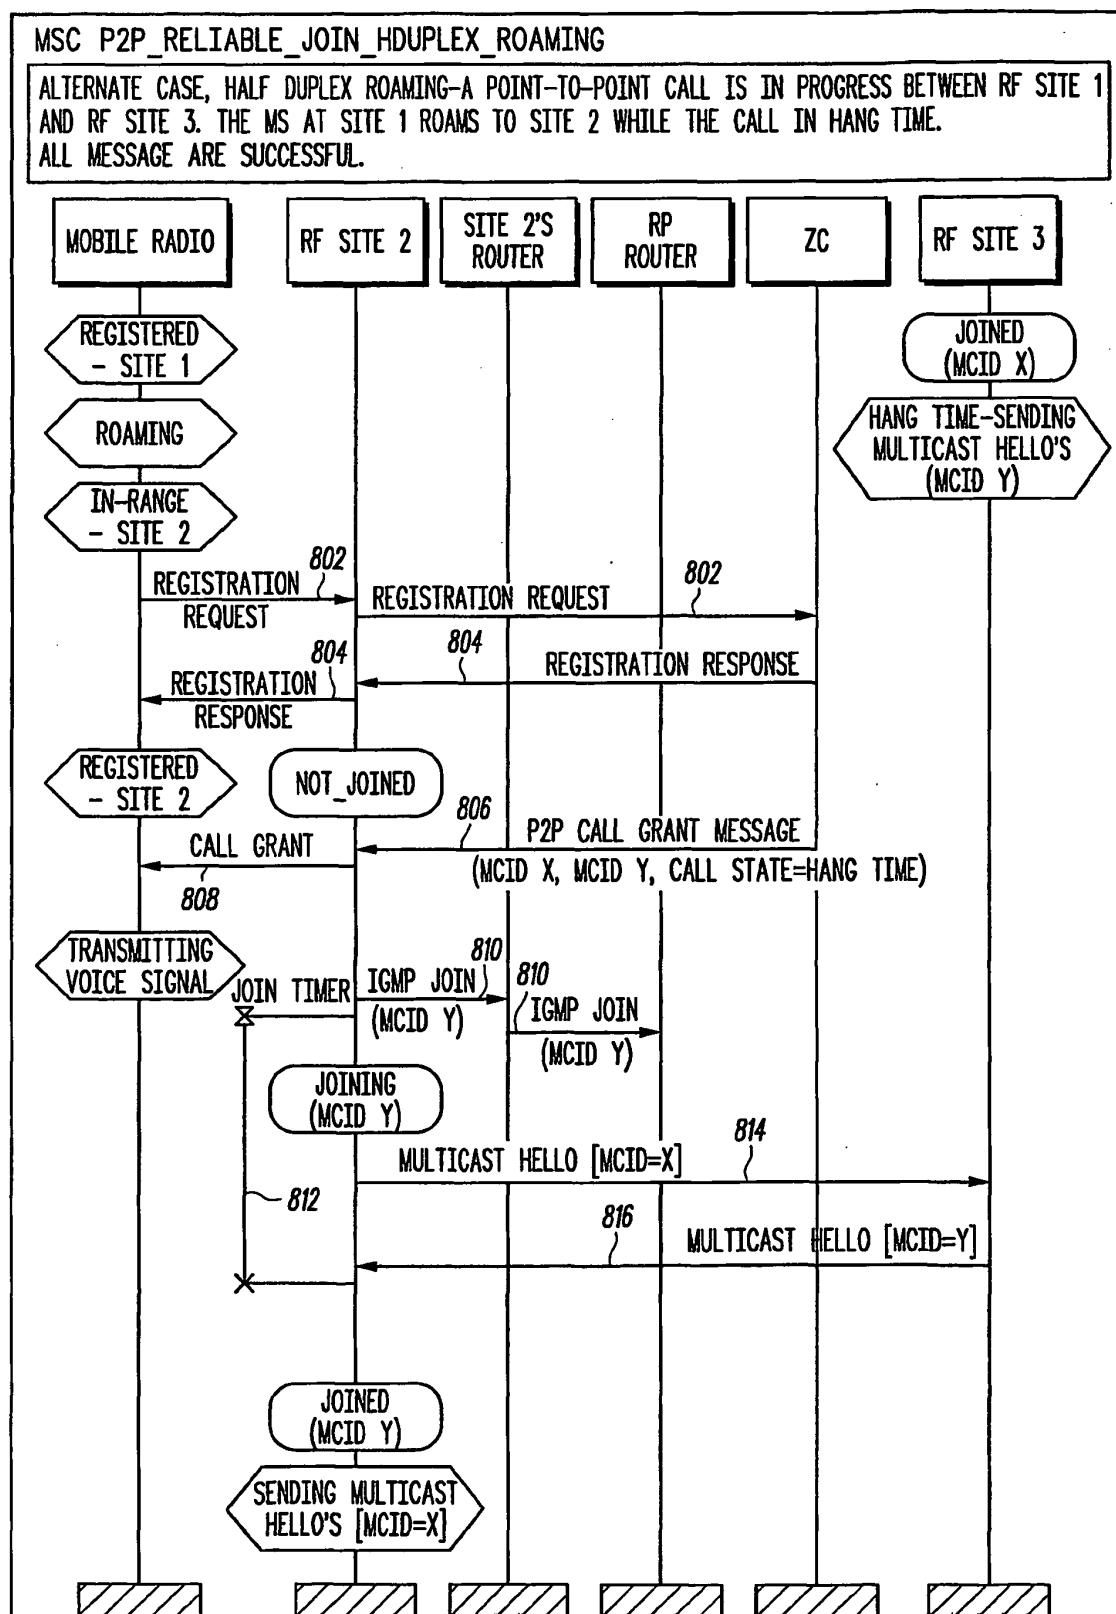 MSC P2P_RELIABLE_JOIN_HDUPLEX_ROAMING
ALTERNATE CASE, HALF DUPLEX ROAMING-A POINT-TO-POINT CALL IS IN PROGRESS BETWEEN RF SITE 1
AND RF SITE 3. THE MS AT SITE 1 ROAMS TO SITE 2 WHILE THE CALL IN HANG TIME.
ALL MESSAGE ARE SUCCESSFUL.
MOBILE RADIO
RF SITE 2
SITE 2'S
ROUTER
RP
ROUTER
ZC
RF SITE 3
REGISTERED
- SITE 1
JOINED
(MCID X)
ROAMING
HANG TIME-SENDING
MULTICAST HELLO'S
(MCID Y)
IN-RANGE
- SITE 2
802
REGISTRATION
REQUEST
802
REGISTRATION REQUEST
804
REGISTRATION RESPONSE
804
REGISTRATION
RESPONSE
REGISTERED
- SITE 2
NOT_JOINED
806
P2P CALL GRANT MESSAGE
(MCID X, MCID Y, CALL STATE=HANG TIME)
CALL GRANT
808
TRANSMITTING
VOICE SIGNAL
JOIN TIMER
810
IGMP JOIN
(MCID Y)
810
IGMP JOIN
(MCID Y)
JOINING
(MCID Y)
814
MULTICAST HELLO [MCID=X]
812
816
MULTICAST HELLO [MCID=Y]
JOINED
(MCID Y)
SENDING MULTICAST
HELLO'S [MCID=X]